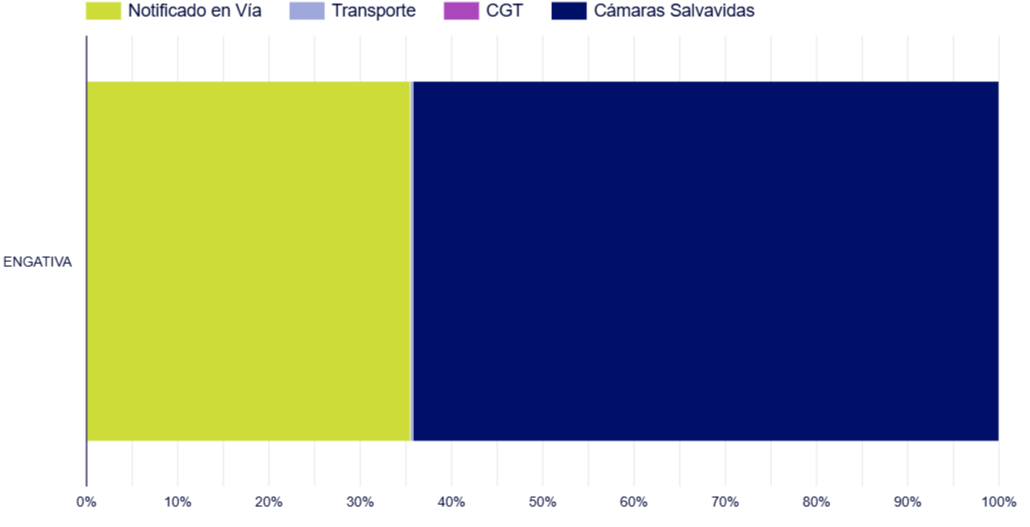 Notificado en Vía Transporte CGT Cámaras Salvavidas
ENGATIVA
0% 10% 20% 30% 40% 50% 60% 70% 80% 90% 100%